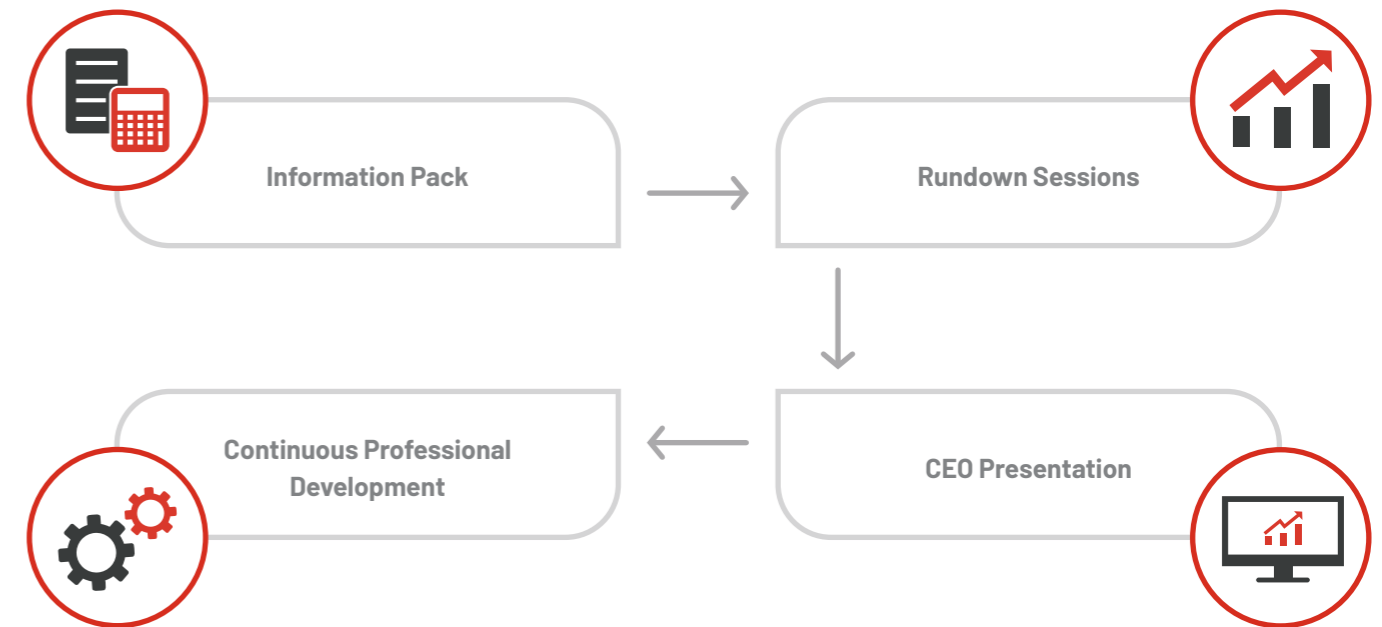 Information Pack
Rundown Sessions
Continuous Professional
Development
CEO Presentation